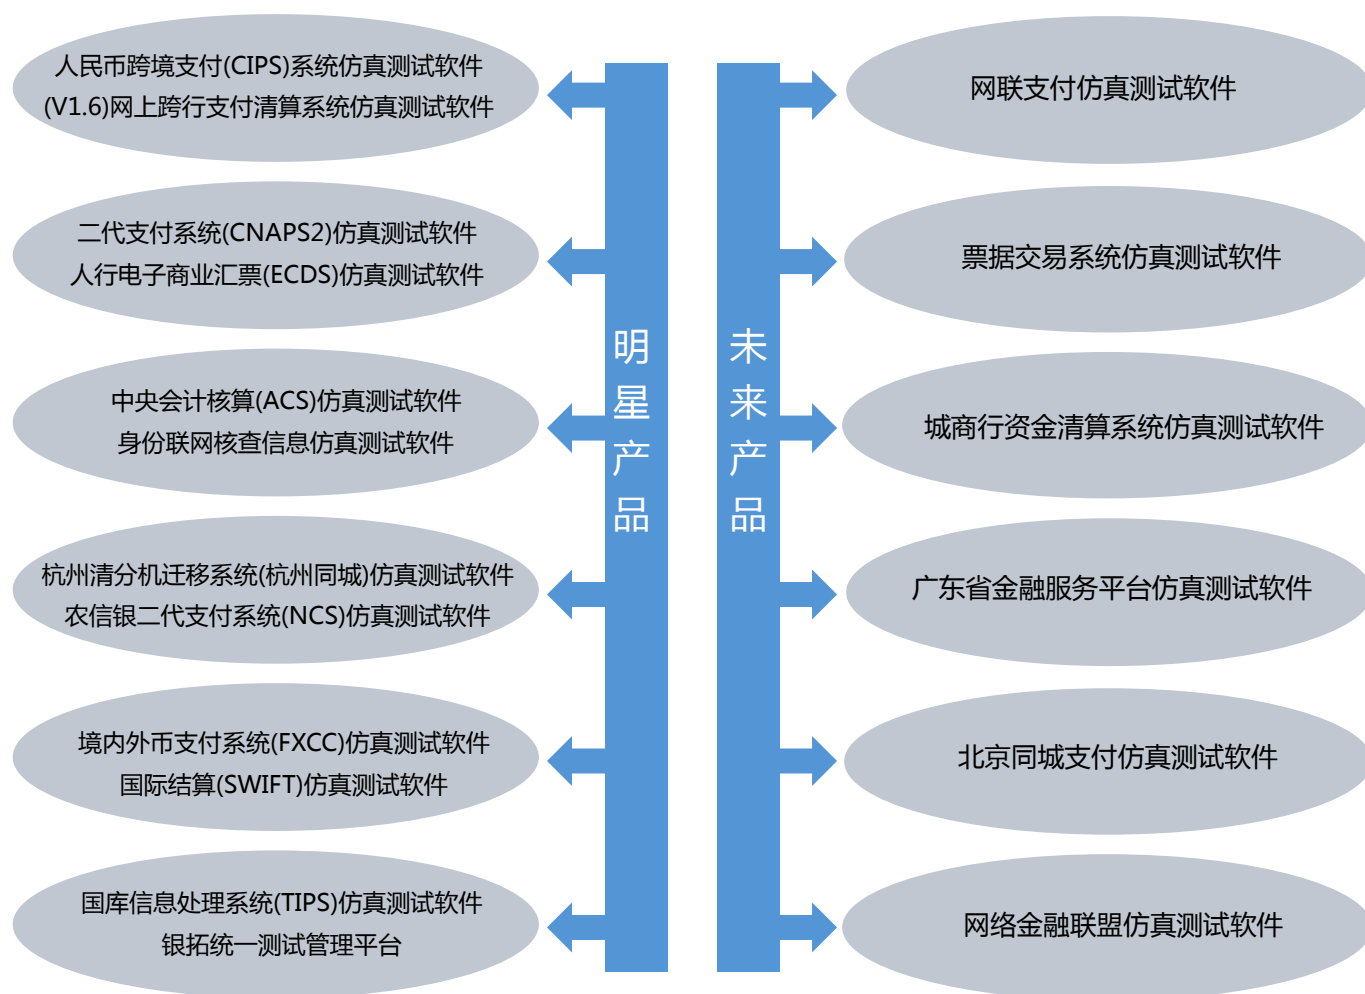 人民币跨境支付(CIPS)系统仿真测试软件
(V1.6)网上跨行支付清算系统仿真测试软件
二代支付系统(CNAPS2)仿真测试软件
人行电子商业汇票(ECDS)仿真测试软件
中央会计核算(ACS)仿真测试软件
身份联网核查信息仿真测试软件
杭州清分机迁移系统(杭州同城)仿真测试软件
农信银二代支付系统(NCS)仿真测试软件
境内外币支付系统(FXCC)仿真测试软件
国际结算(SWIFT)仿真测试软件
国库信息处理系统(TIPS)仿真测试软件
银拓统一测试管理平台
明星产品
未来产品
网联支付仿真测试软件
票据交易系统仿真测试软件
城商行资金清算系统仿真测试软件
广东省金融服务平台仿真测试软件
北京同城支付仿真测试软件
网络金融联盟仿真测试软件